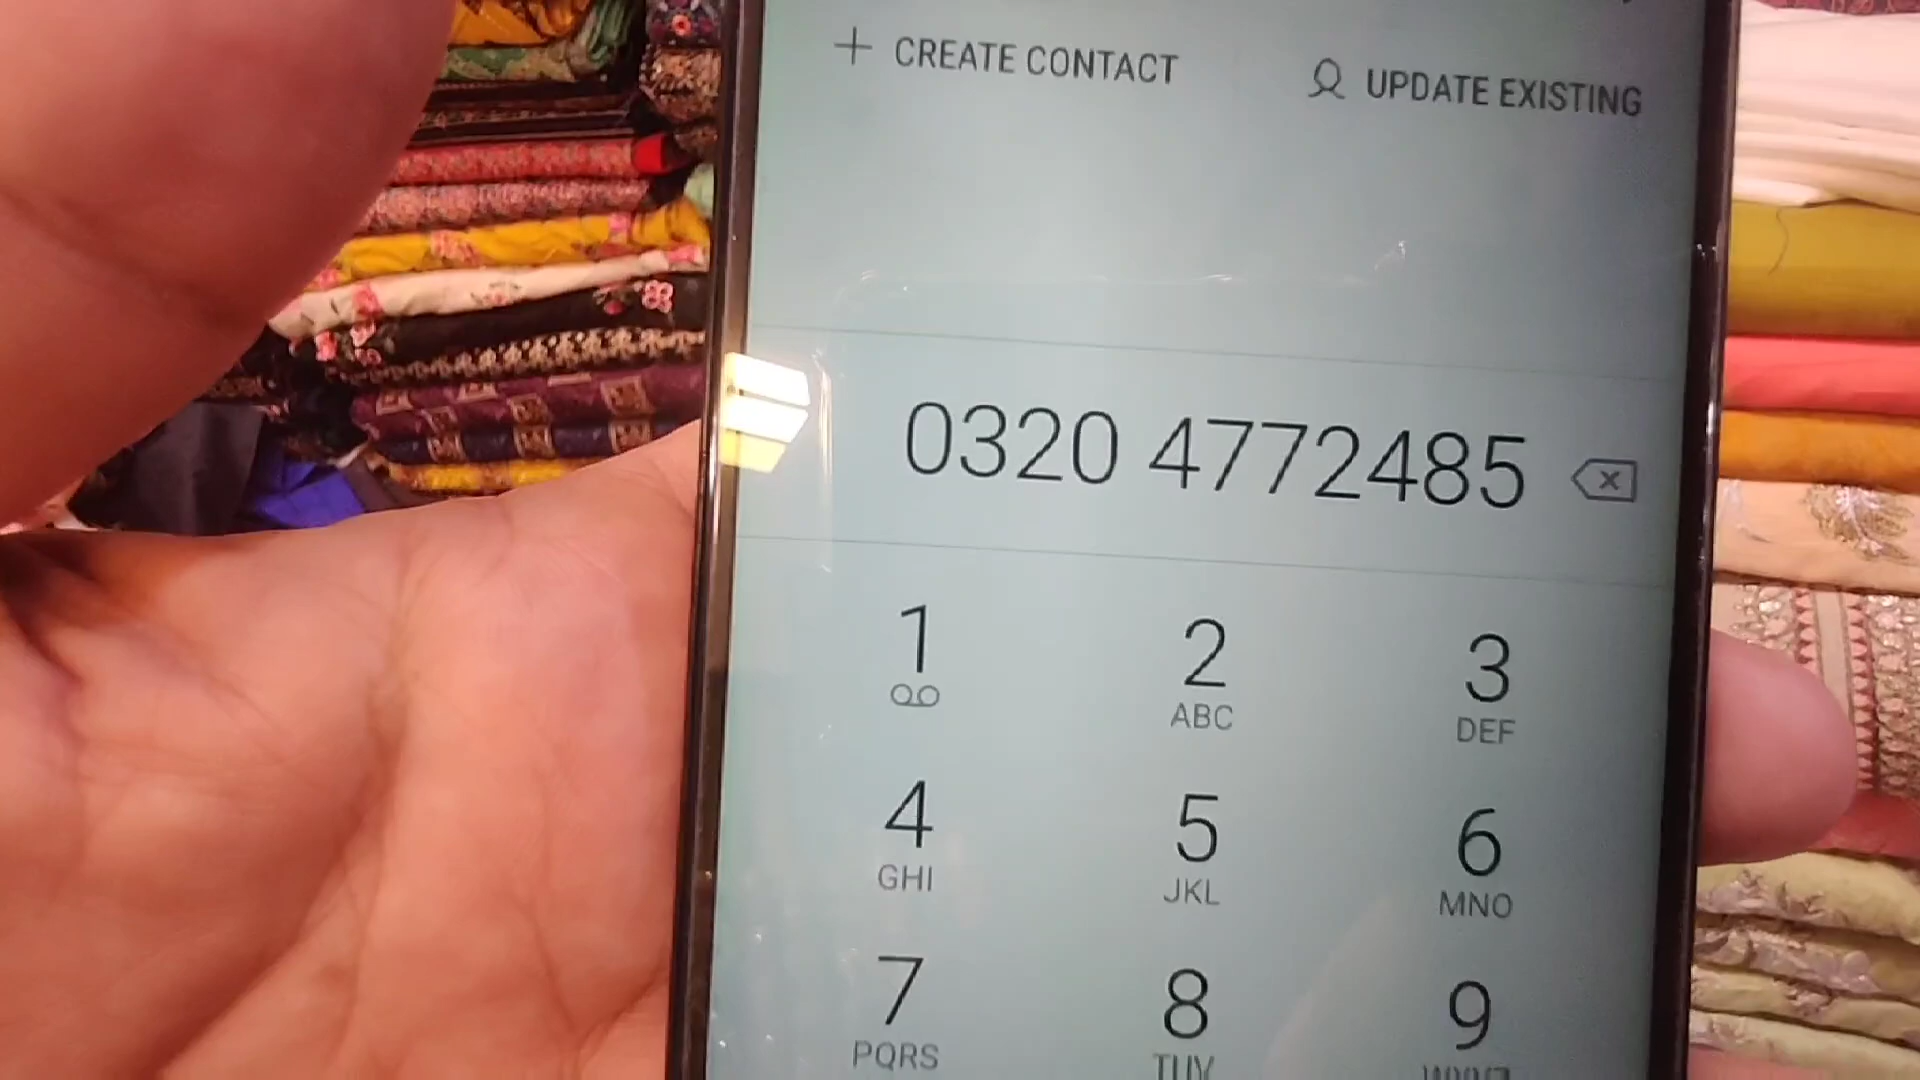 CREATE CONTACT
UPDATE EXISTING
0320 4772485
1
2
3
ABC
DEF
4
5
6
GHI
JKL
MNO
7
8
9
PQRS
TUV